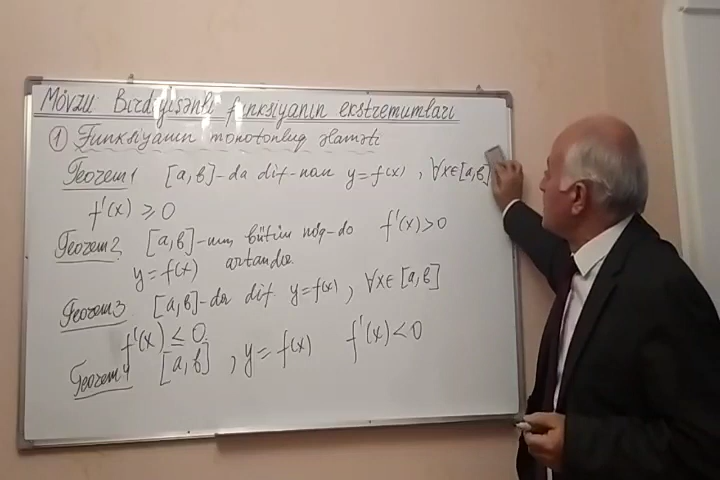 Mövzu: Birdəyişənli funksiyanın ekstremumları
1 Funksiyanın monotonluq əlaməti
Teorem1 [a,b]-da dif-nan y=f(x), ∀x∈[a,b]
f'(x) ≥ 0
Teorem2 [a,b]-nın bütün nöq-də f'(x)>0
y=f(x) artandır.
Teorem3 [a,b]-da dif. y=f(x), ∀x∈[a,b]
f'(x) ≤ 0.
Teorem4 [a,b], y=f(x) f'(x)<0